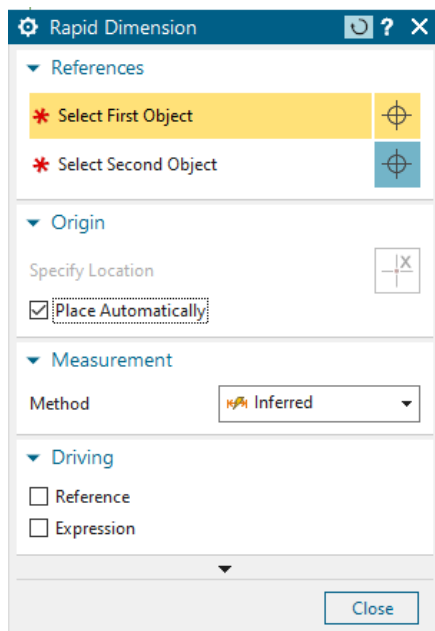 Rapid Dimension ?
References
* Select First Object
* Select Second Object
Origin
Specify Location
X
Place Automatically
Measurement
Method Inferred
Driving
Reference
Expression
Close